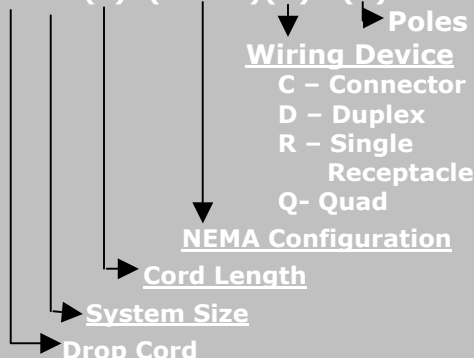 Poles
Wiring Device
C – Connector
D – Duplex
R – Single
Receptacle
Q- Quad
NEMA Configuration
Cord Length
System Size
Drop Cord